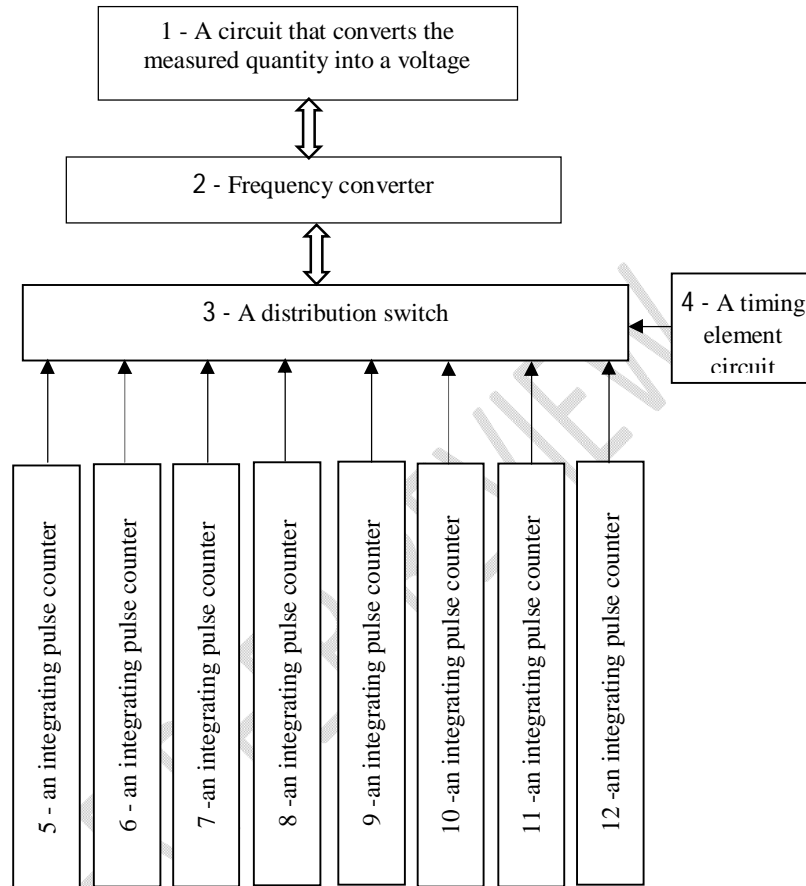 1 - A circuit that converts the
measured quantity into a voltage
2 - Frequency converter
3 - A distribution switch
4 - A timing
element
circuit
5 - an integrating pulse counter
6 - an integrating pulse counter
7 -an integrating pulse counter
8 -an integrating pulse counter
9 -an integrating pulse counter
10 -an integrating pulse counter
11 -an integrating pulse counter
12 -an integrating pulse counter
REVIEW